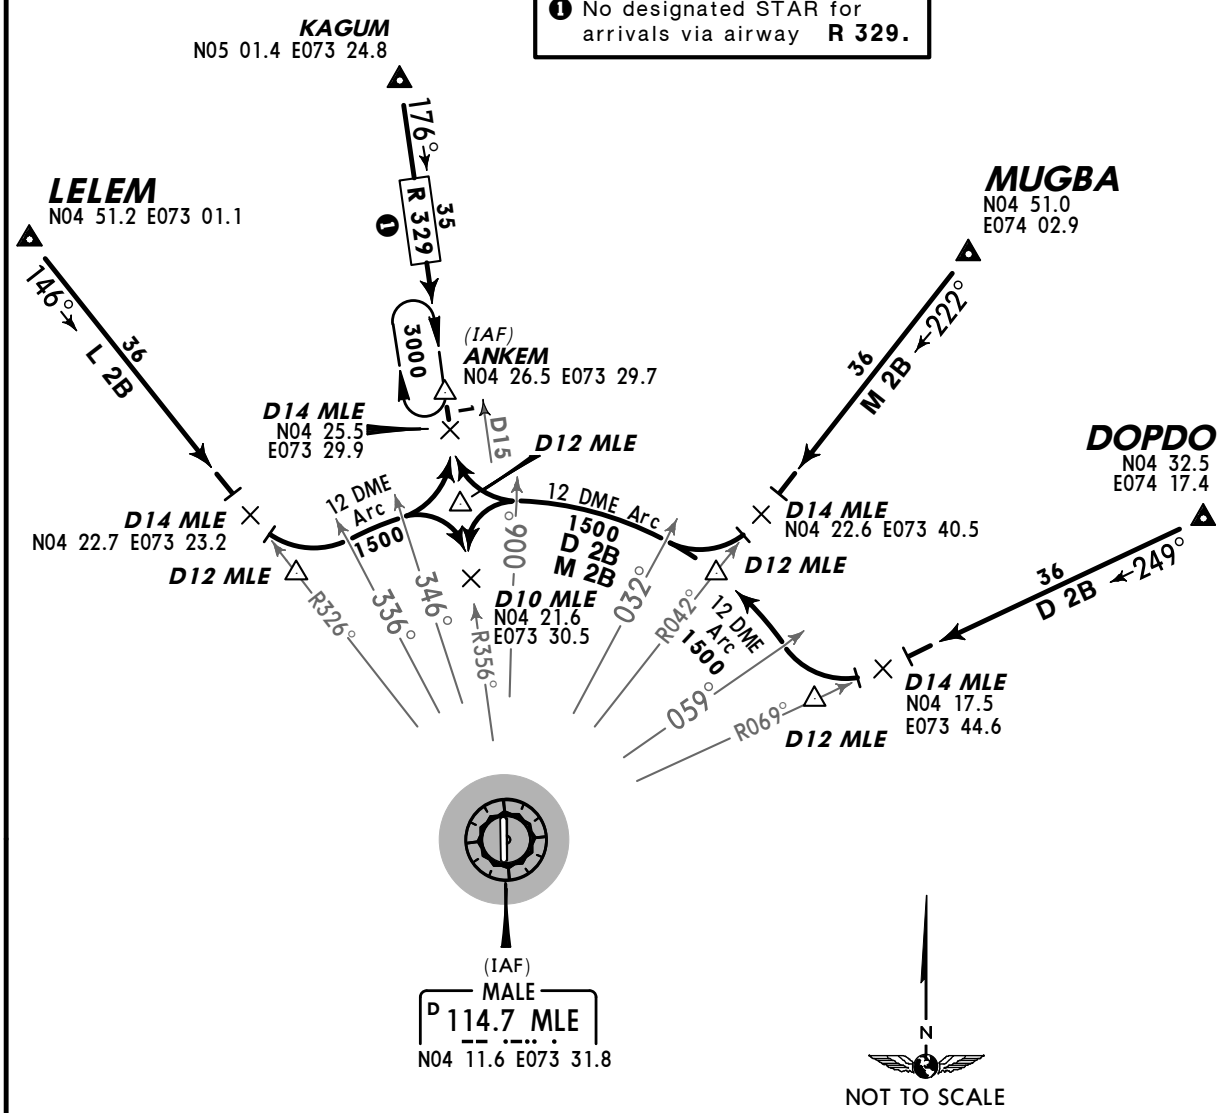 ❶ No designated STAR for
arrivals via airway R 329.
KAGUM
N05 01.4 E073 24.8
176°
35
R 329
❶
LELEM
N04 51.2 E073 01.1
146°
36
L 2B
MUGBA
N04 51.0
E074 02.9
222°
36
M 2B
3000
(IAF)
ANKEM
N04 26.5 E073 29.7
D14 MLE
N04 25.5
E073 29.9
D15
D12 MLE
DOPDO
N04 32.5
E074 17.4
249°
36
D 2B
D14 MLE
N04 22.7 E073 23.2
D12 MLE
12 DME
Arc
1500
12 DME Arc
1500
D 2B
M 2B
D14 MLE
N04 22.6 E073 40.5
D12 MLE
R326°
336°
346°
R356°
006°
032°
R042°
D10 MLE
N04 21.6
E073 30.5
12 DME
Arc
1500
059°
R069°
D14 MLE
N04 17.5
E073 44.6
D12 MLE
(IAF)
MALE
D 114.7 MLE
N04 11.6 E073 31.8
N
NOT TO SCALE